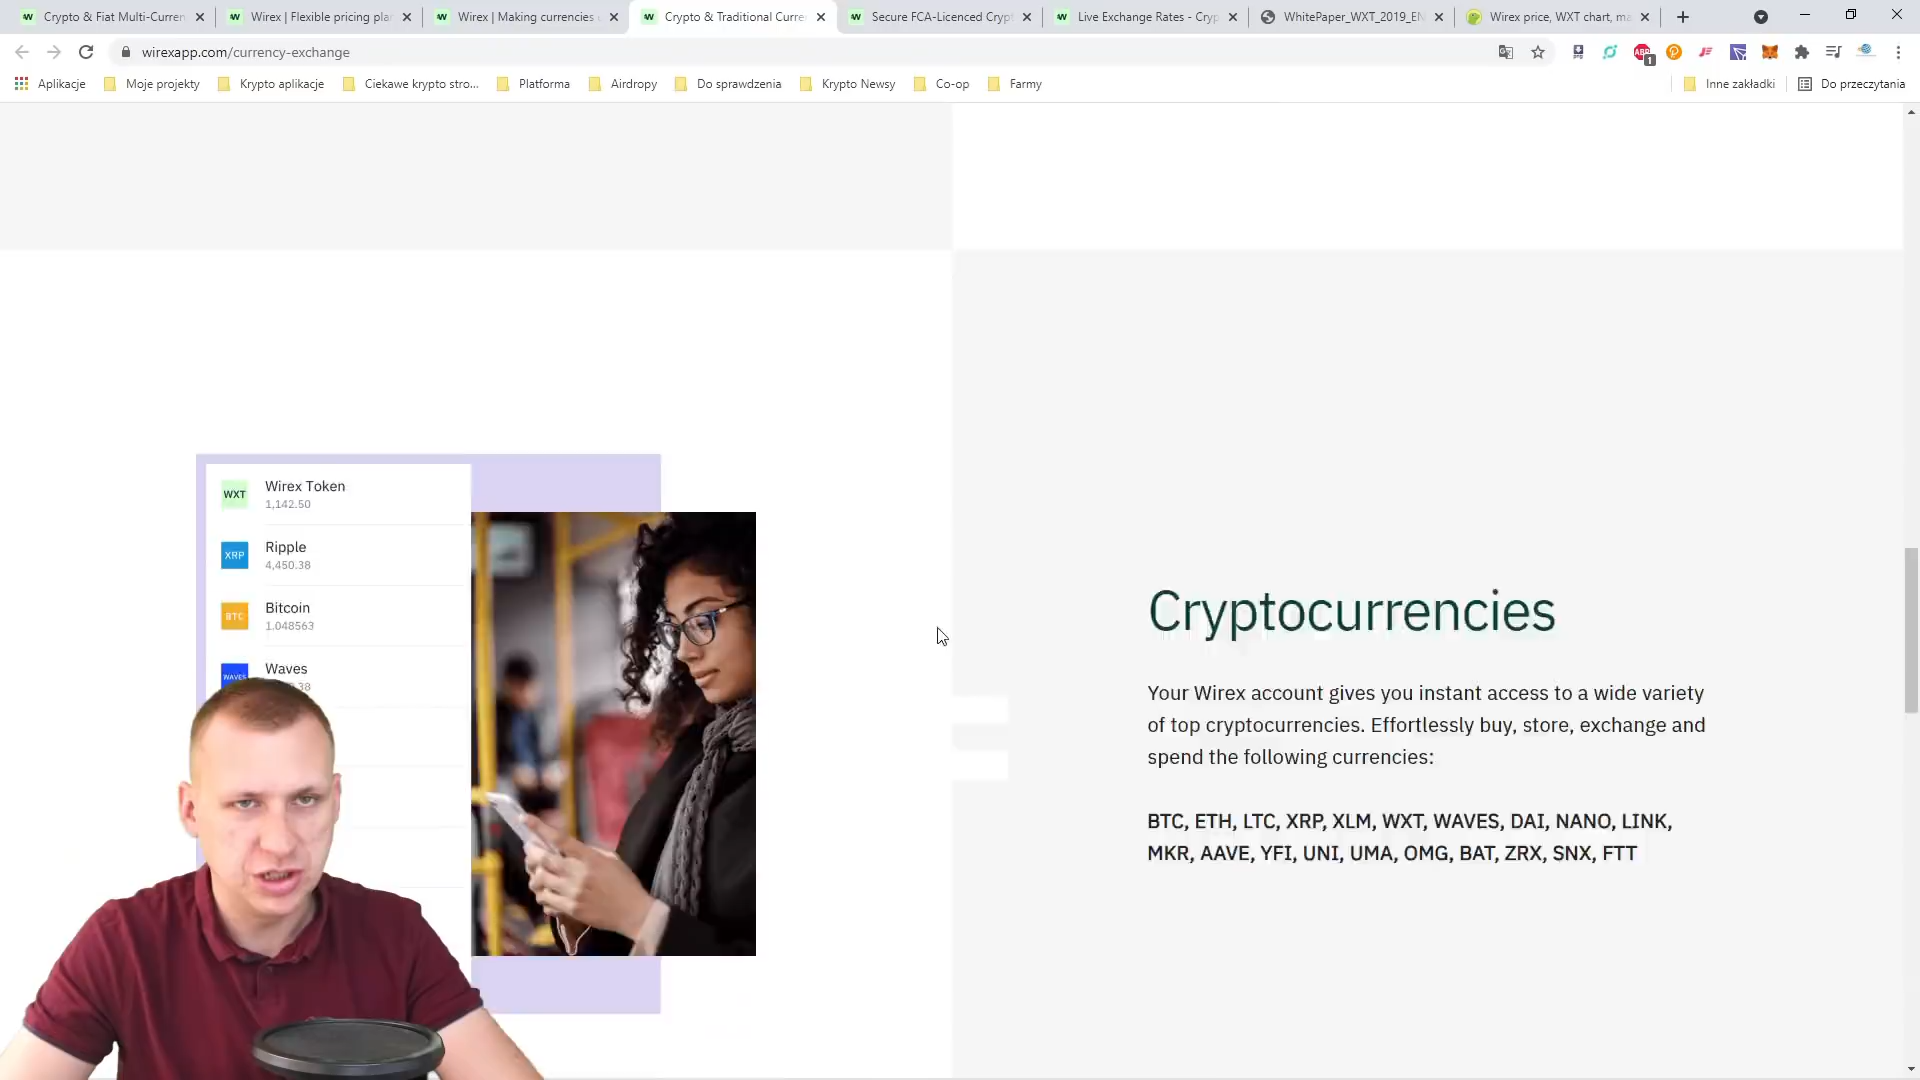 Crypto & Fiat Multi-Curren
Wirex | Flexible pricing plan
Wirex | Making currencies
Crypto & Traditional Curre
Secure FCA-Licenced Crypt
Live Exchange Rates - Cryp
WhitePaper_WXT_2019_EN
Wirex price, WXT chart, ma
wirexapp.com/currency-exchange
ABP
1
Aplikacje
Moje projekty
Krypto aplikacje
Ciekawe krypto stro...
Platforma
Airdropy
Do sprawdzenia
Krypto Newsy
Co-op
Farmy
Inne zakładki
Do przeczytania
WXT
Wirex Token
1,142.50
XRP
Ripple
4,450.38
BTC
Bitcoin
1.048563
WAVES
Waves
.38
Cryptocurrencies
Your Wirex account gives you instant access to a wide variety
of top cryptocurrencies. Effortlessly buy, store, exchange and
spend the following currencies:
BTC, ETH, LTC, XRP, XLM, WXT, WAVES, DAI, NANO, LINK,
MKR, AAVE, YFI, UNI, UMA, OMG, BAT, ZRX, SNX, FTT